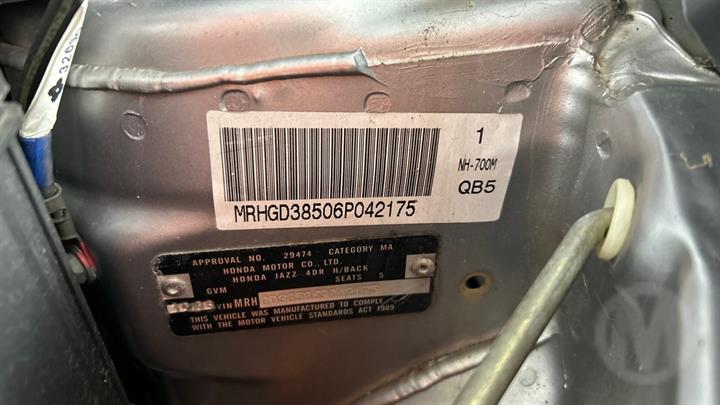 1
NH-700M
QB5
MRHGD38506P042175
APPROVAL NO. 29474 CATEGORY MA
HONDA MOTOR CO., LTD.
HONDA JAZZ 4DR H/BACK
GVM SEATS 5
VIN MRH
THIS VEHICLE WAS MANUFACTURED TO COMPLY
WITH THE MOTOR VEHICLE STANDARDS ACT 1989